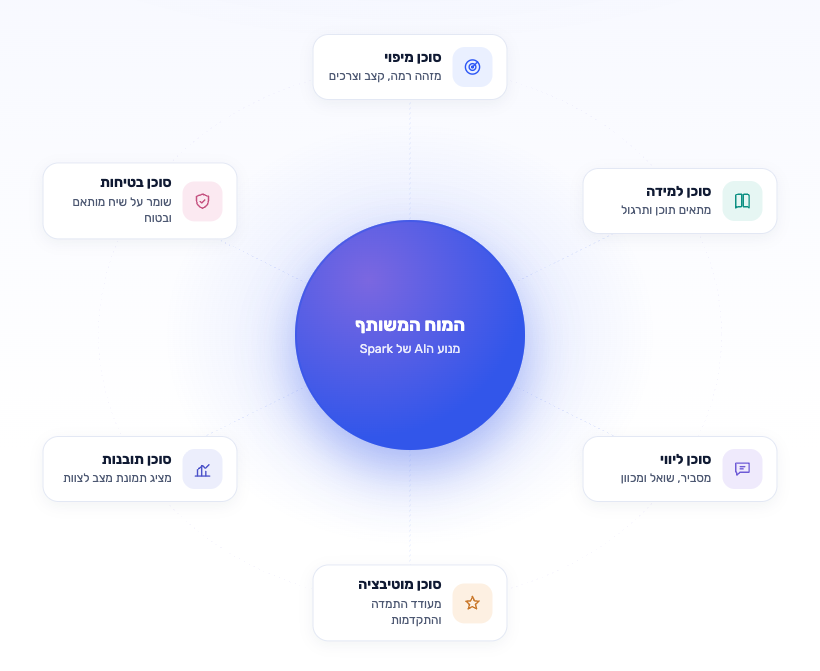 סוכן מיפוי
מזהה רמה, קצב וצרכים
סוכן למידה
מתאים תוכן ותרגול
סוכן בטיחות
שומר על שיח מותאם
ובטוח
המוח המשותף
מנוע הAI של Spark
סוכן ליווי
מסביר, שואל ומכוון
סוכן תובנות
מציג תמונת מצב לצוות
סוכן מוטיבציה
מעודד התמדה
והתקדמות